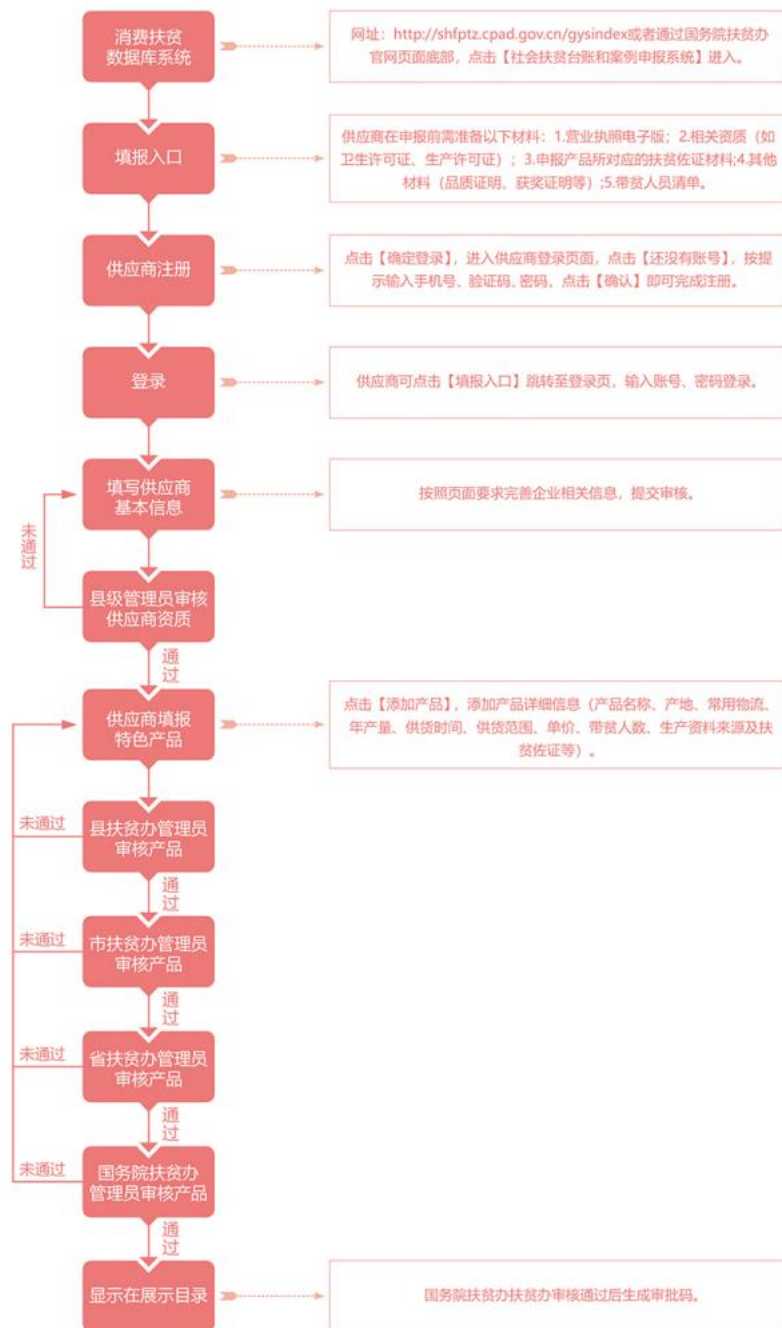 消费扶贫
数据库系统
网址：http://shfptz.cpad.gov.cn/gysindex或者通过国务院扶贫办
官网页面底部，点击【社会扶贫台账和案例申报系统】进入。
填报入口
供应商在申报前需准备以下材料：1.营业执照电子版；2.相关资质（如
卫生许可证、生产许可证）；3.申报产品所对应的扶贫佐证材料;4.其他
材料（品质证明、获奖证明等）;5.带贫人员清单。
供应商注册
点击【确定登录】，进入供应商登录页面，点击【还没有账号】，按提
示输入手机号、验证码、密码，点击【确认】即可完成注册。
登录
供应商可点击【填报入口】跳转至登录页，输入账号、密码登录。
填写供应商
基本信息
按照页面要求完善企业相关信息，提交审核。
未通过
县级管理员审核
供应商资质
通过
供应商填报
特色产品
点击【添加产品】，添加产品详细信息（产品名称、产地、常用物流、
年产量、供货时间、供货范围、单价、带贫人数、生产资料来源及扶
贫佐证等）。
未通过
县扶贫办管理员
审核产品
通过
未通过
市扶贫办管理员
审核产品
通过
未通过
省扶贫办管理员
审核产品
通过
未通过
国务院扶贫办
管理员审核产品
通过
显示在展示目录
国务院扶贫办扶贫办审核通过后生成审批码。